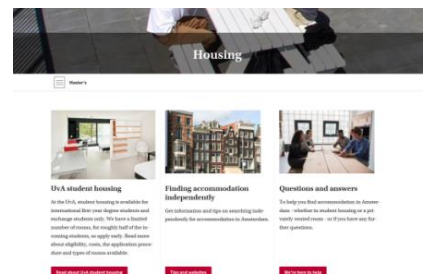 Housing
Master's
UvA student housing
At the UvA, student housing is available for
international first-year degree students and
exchange students only. We have a limited
number of rooms, for roughly half of the in-
coming students, so apply early. Read more
about eligibility, costs, the application proce-
dure and types of rooms available.
Read about UvA student housing
Finding accommodation
independently
Get information and tips on searching inde-
pendently for accommodation in Amsterdam.
Tips and websites
Questions and answers
To help you find accommodation in Amster-
dam - whether in student housing or a pri-
vately rented room - or if you have any fur-
ther questions.
We're here to help